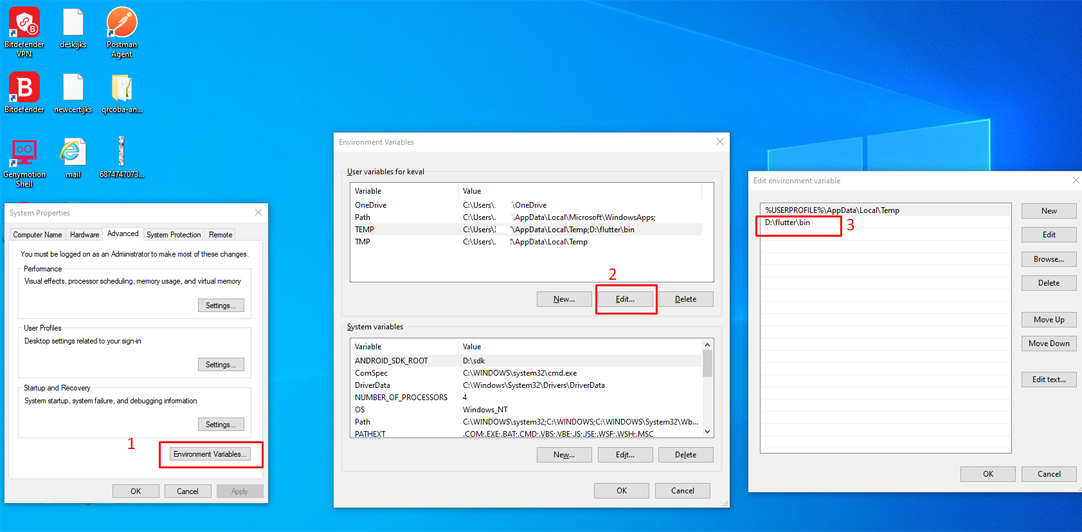 Bitdefender VPN
desk.jks
Postman Agent
Bitdefender
newcert.jks
qrcoba-an...
Genymotion Shell
mail
6874747073...
System Properties
Computer Name
Hardware
Advanced
System Protection
Remote
You must be logged on as an Administrator to make most of these changes.
Performance
Visual effects, processor scheduling, memory usage, and virtual memory
Settings...
User Profiles
Desktop settings related to your sign-in
Settings...
Startup and Recovery
System startup, system failure, and debugging information
Settings...
1
Environment Variables...
OK
Cancel
Apply
Environment Variables
User variables for keval
Variable Value
OneDrive C:\Users\. \OneDrive
Path C:\Users\. .AppData\Local\Microsoft\WindowsApps;
TEMP C:\Users\ \AppData\Local\Temp;D:\flutter\bin
TMP C:\Users\. \AppData\Local\Temp
2
New...
Edit...
Delete
System variables
Variable Value
ANDROID_SDK_ROOT D:\sdk
ComSpec C:\WINDOWS\system32\cmd.exe
DriverData C:\Windows\System32\Drivers\DriverData
NUMBER_OF_PROCESSORS 4
OS Windows_NT
Path C:\WINDOWS\system32;C:\WINDOWS;C:\WINDOWS\System32\Wb...
PATHEXT .COM;.EXE;.BAT;.CMD;.VBS;.VBE;.JS;.JSE;.WSF;.WSH;.MSC
New...
Edit...
Delete
OK
Cancel
Edit environment variable
%USERPROFILE%\AppData\Local\Temp
D:\flutter\bin
3
New
Edit
Browse...
Delete
Move Up
Move Down
Edit text...
OK
Cancel